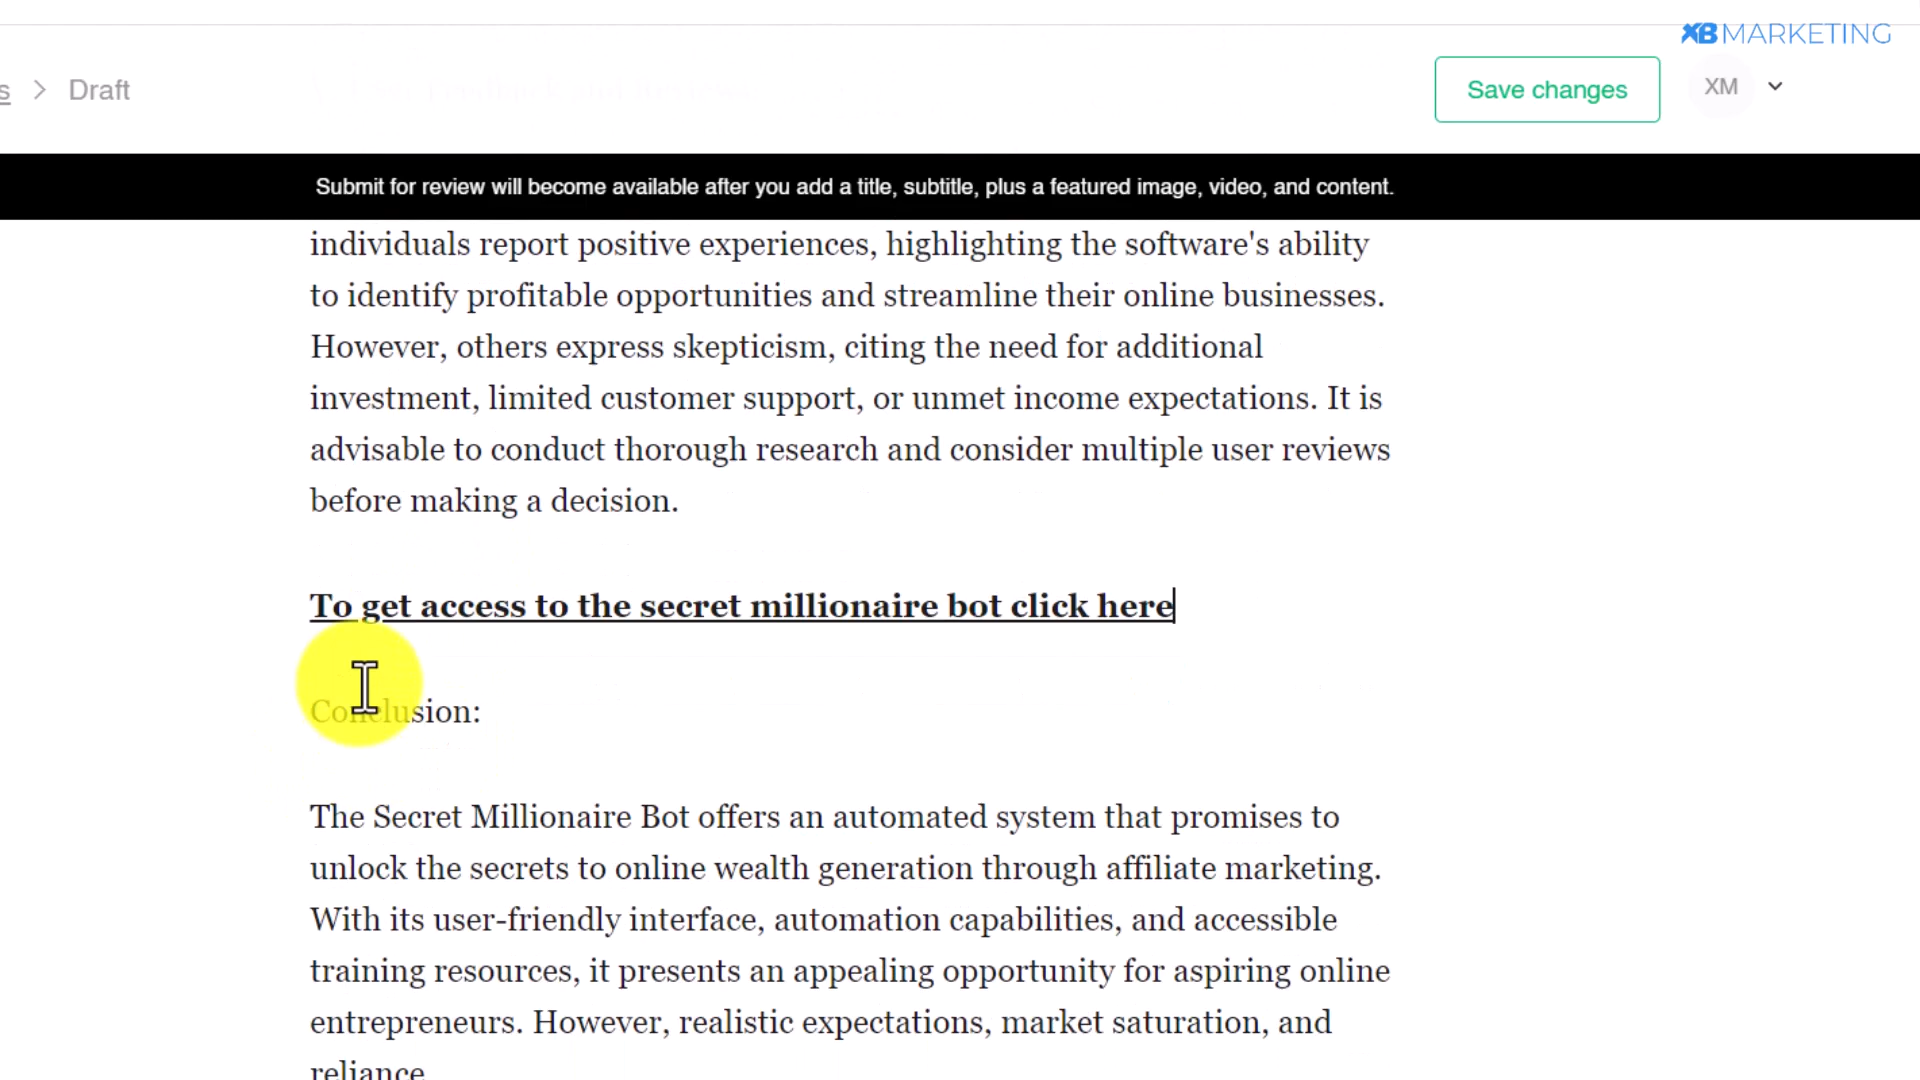 XB MARKETING
s > Draft
Save changes
XM
Submit for review will become available after you add a title, subtitle, plus a featured image, video, and content.
individuals report positive experiences, highlighting the software's ability
to identify profitable opportunities and streamline their online businesses.
However, others express skepticism, citing the need for additional
investment, limited customer support, or unmet income expectations. It is
advisable to conduct thorough research and consider multiple user reviews
before making a decision.
To get access to the secret millionaire bot click here
Conclusion:
The Secret Millionaire Bot offers an automated system that promises to
unlock the secrets to online wealth generation through affiliate marketing.
With its user-friendly interface, automation capabilities, and accessible
training resources, it presents an appealing opportunity for aspiring online
entrepreneurs. However, realistic expectations, market saturation, and
reliance